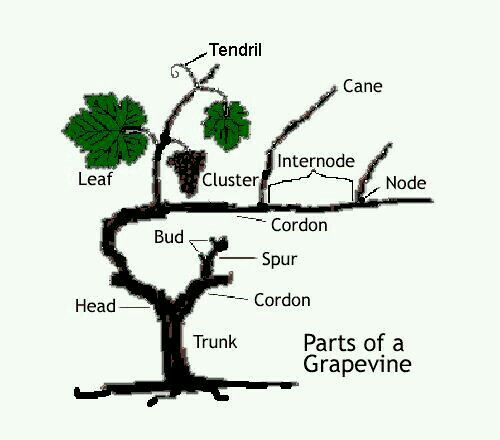 Tendril
Cane
Internode
Leaf
Cluster
Node
Cordon
Bud
Spur
Cordon
Head
Trunk
Parts of a
Grapevine